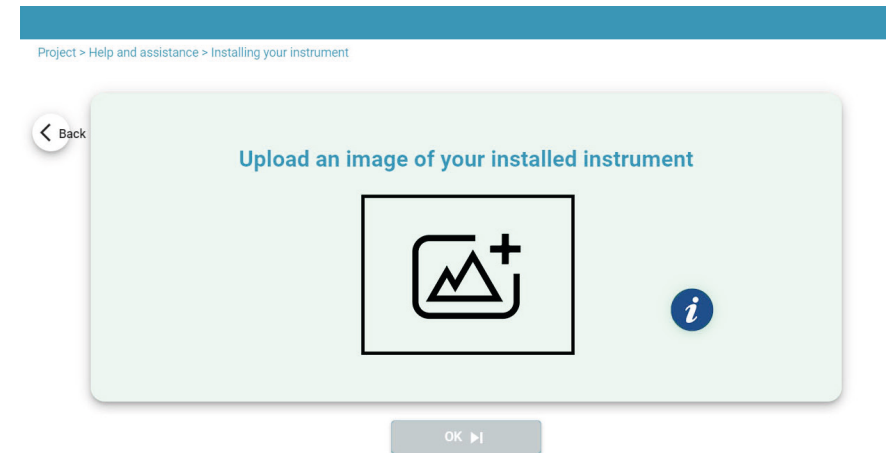 Project > Help and assistance > Installing your instrument
Back
Upload an image of your installed instrument
i
OK